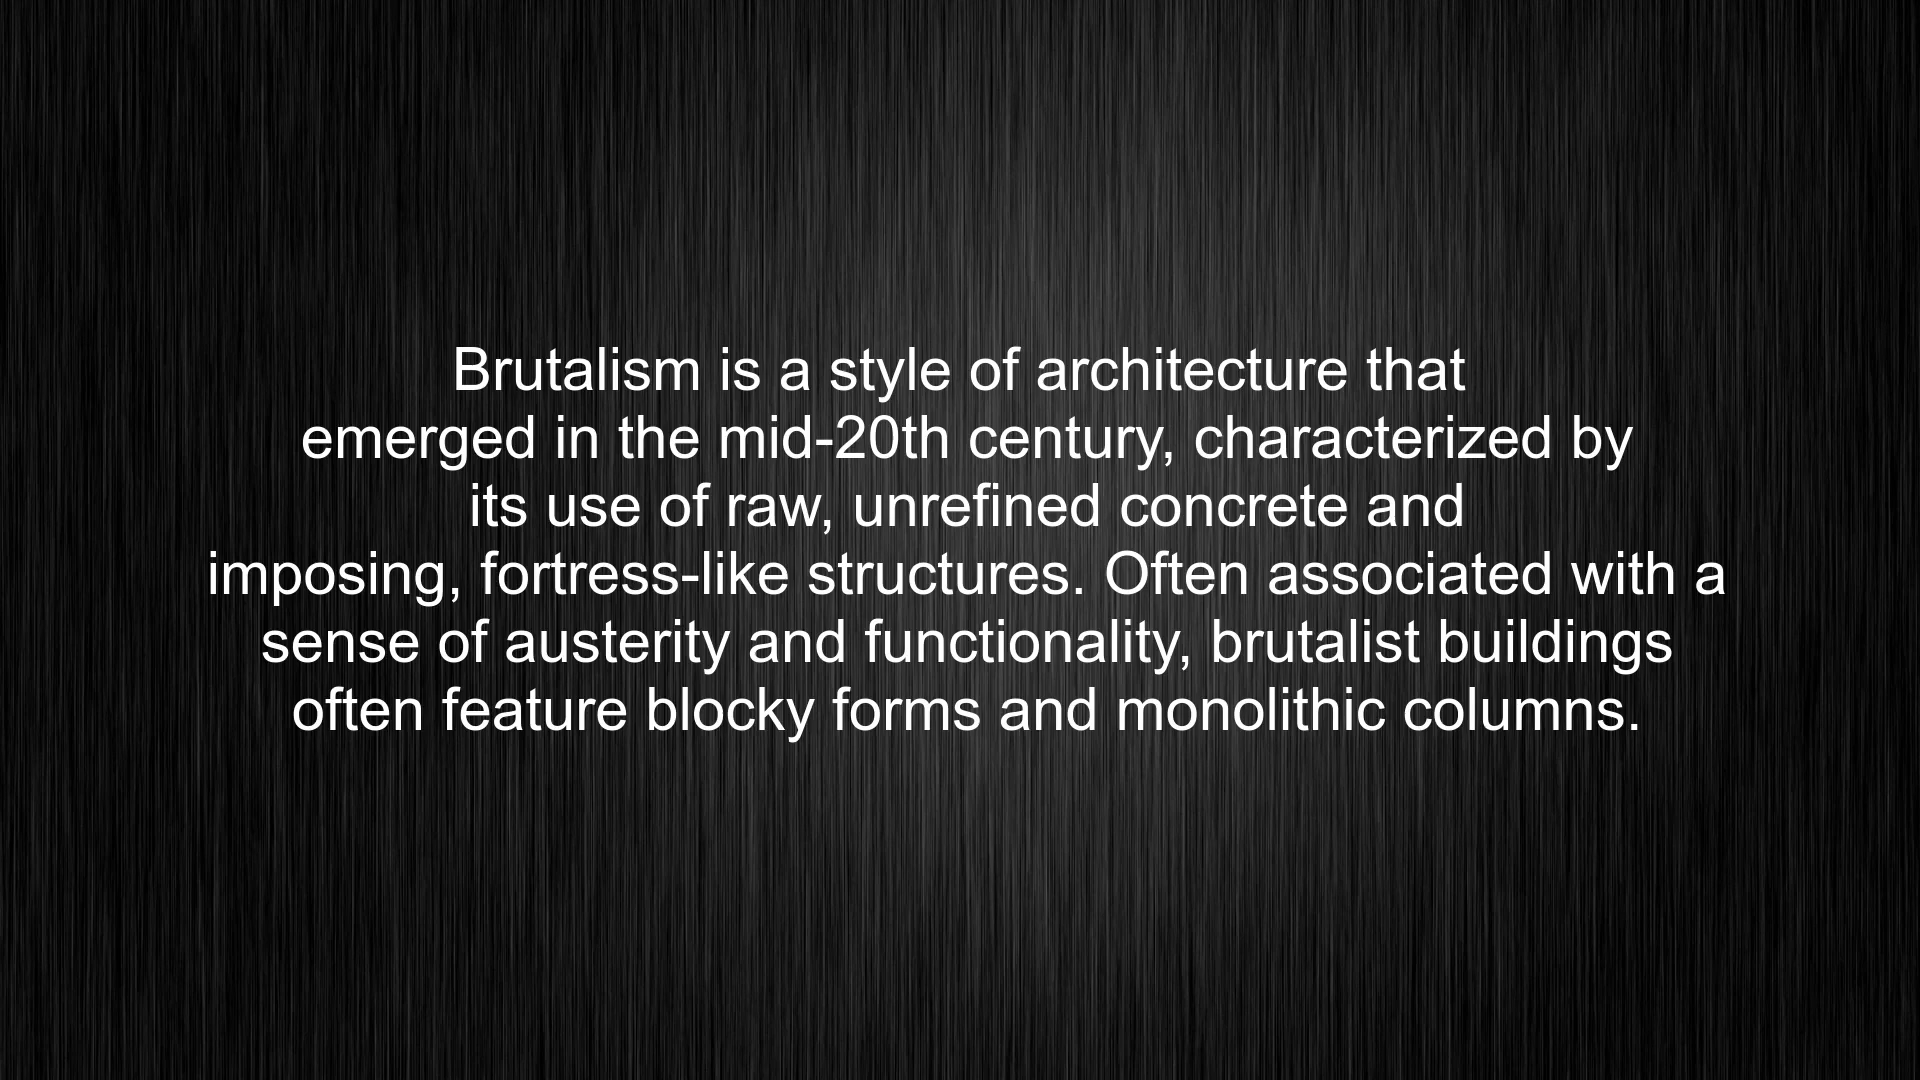 Brutalism is a style of architecture that
emerged in the mid-20th century, characterized by
its use of raw, unrefined concrete and
imposing, fortress-like structures. Often associated with a
sense of austerity and functionality, brutalist buildings
often feature blocky forms and monolithic columns.